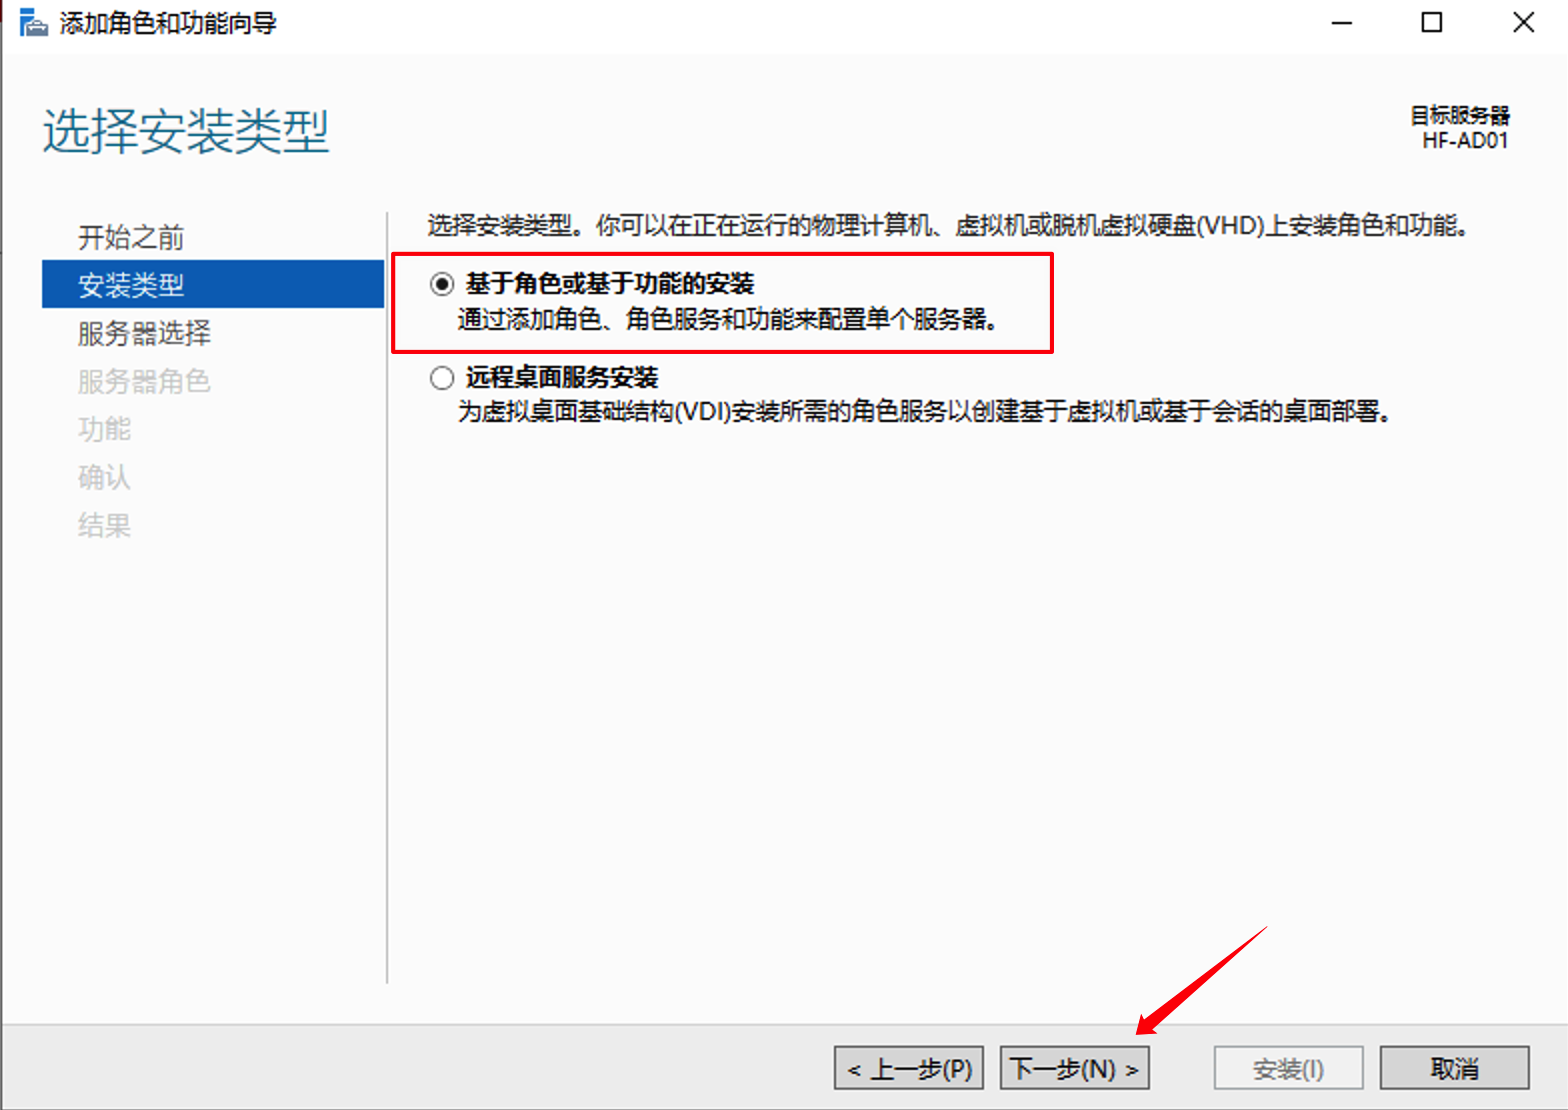 添加角色和功能向导
选择安装类型
目标服务器
HF-AD01
开始之前
安装类型
服务器选择
服务器角色
功能
确认
结果
选择安装类型。你可以在正在运行的物理计算机、虚拟机或脱机虚拟硬盘(VHD)上安装角色和功能。
基于角色或基于功能的安装
通过添加角色、角色服务和功能来配置单个服务器。
远程桌面服务安装
为虚拟桌面基础结构(VDI)安装所需的角色服务以创建基于虚拟机或基于会话的桌面部署。
< 上一步(P)
下一步(N) >
安装(I)
取消